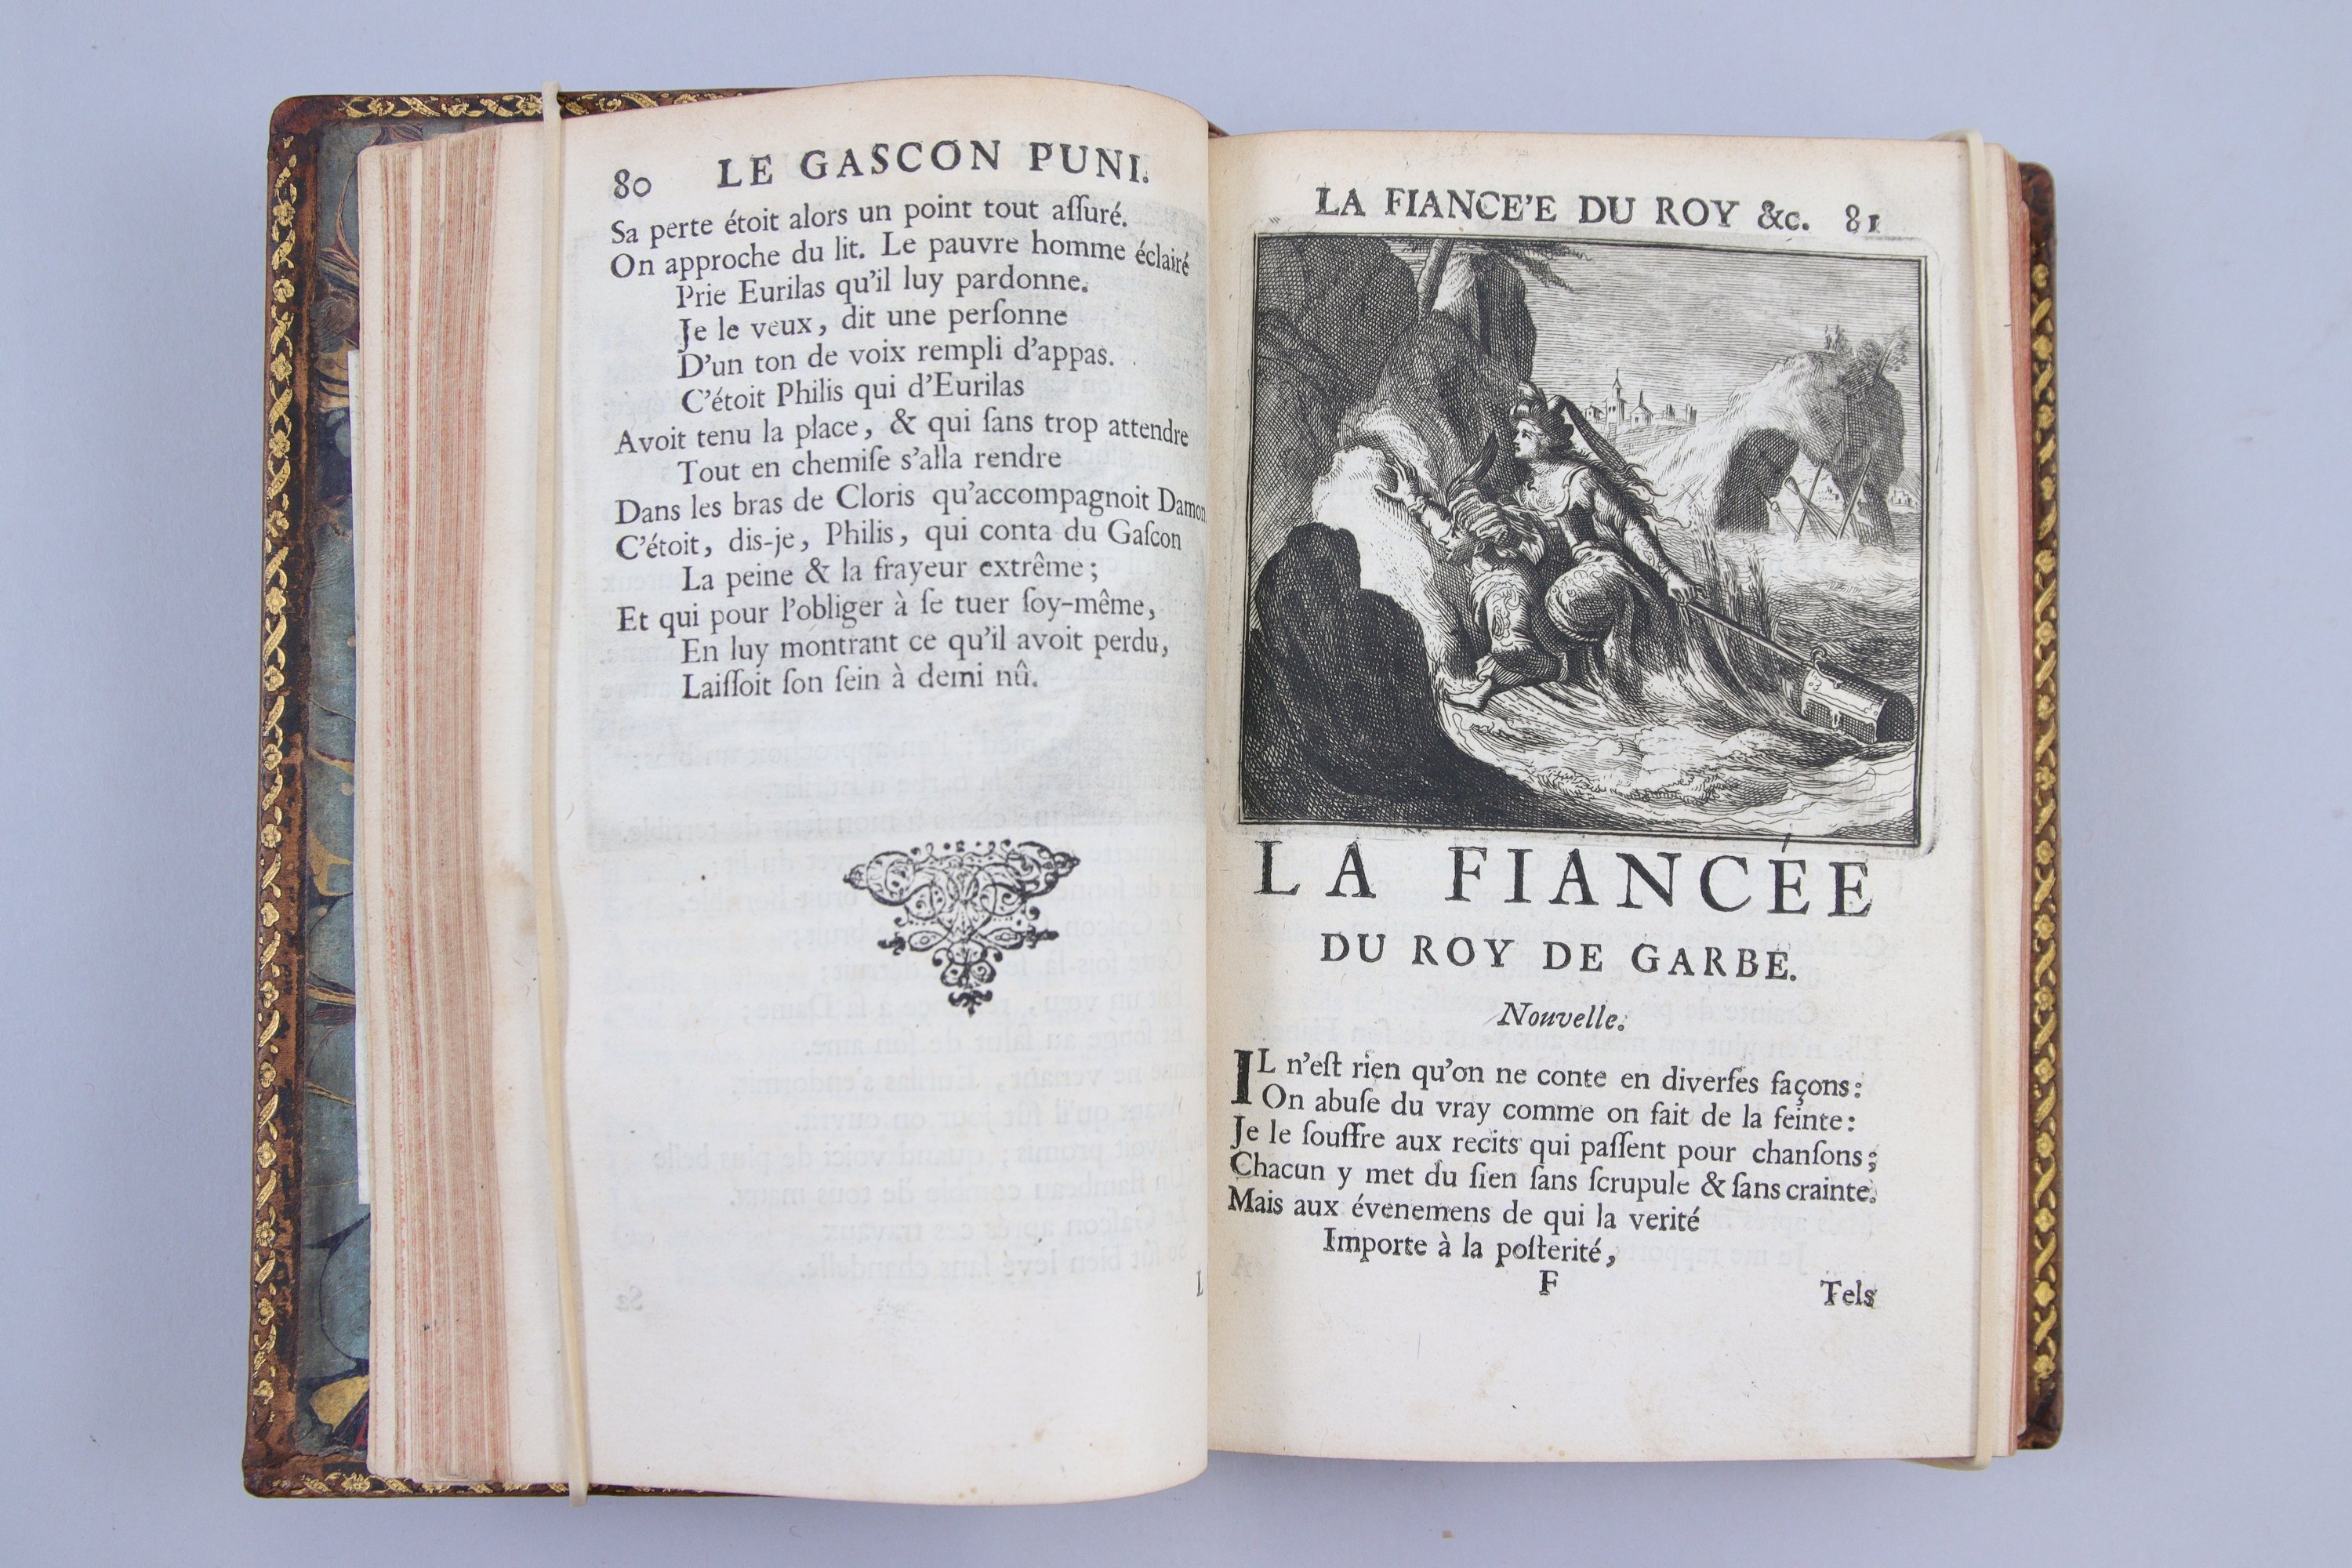 80 LE GASCON PUNI.
Sa perte étoit alors un point tout aſſuré.
On approche du lit. Le pauvre homme éclairé
Prie Eurilas qu'il luy pardonne.
Je le veux, dit une perſonne
D'un ton de voix rempli d'appas.
C'étoit Philis qui d'Eurilas
Avoit tenu la place, & qui ſans trop attendre
Tout en chemiſe s'alla rendre
Dans les bras de Cloris qu'accompagnoit Damon
C'étoit, dis-je, Philis, qui conta du Gaſcon
La peine & la frayeur extrême;
Et qui pour l'obliger à ſe tuer ſoy-même,
En luy montrant ce qu'il avoit perdu,
Laiſſoit ſon ſein à demi nû.
L
LA FIANCE'E DU ROY &c. 81
LA FIANCÉE
DU ROY DE GARBE.
Nouvelle.
IL n'eſt rien qu'on ne conte en diverſes façons:
On abuſe du vray comme on fait de la feinte:
Je le ſouffre aux recits qui paſſent pour chanſons;
Chacun y met du ſien ſans ſcrupule & ſans crainte.
Mais aux évenemens de qui la verité
Importe à la poſterité,
F Tels